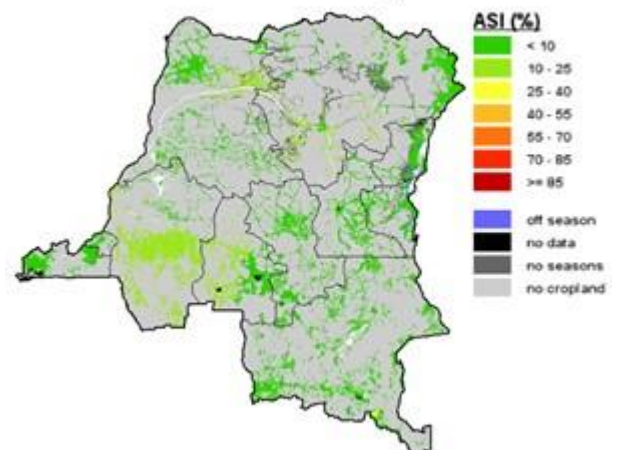 ASI (%)
< 10
10 - 25
25 - 40
40 - 55
55 - 70
70 - 85
>= 85
off season
no data
no seasons
no cropland